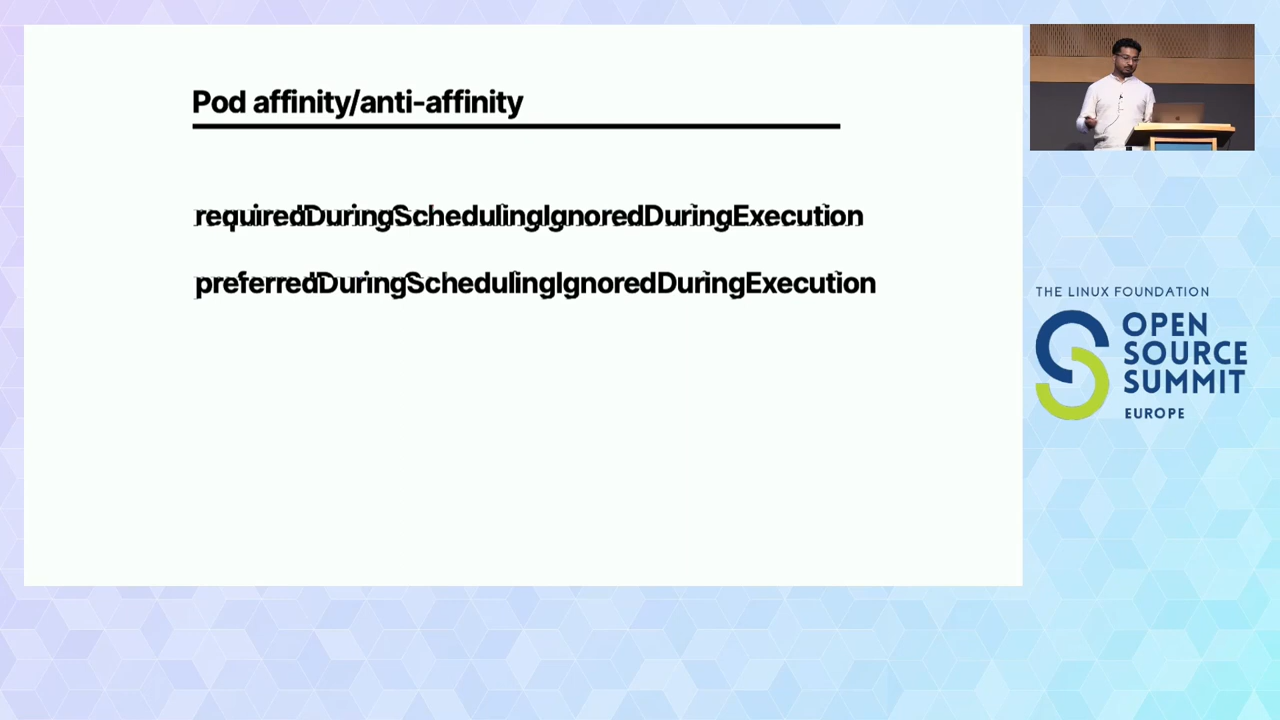 Pod affinity/anti-affinity
requiredDuringSchedulingIgnoredDuringExecution
preferredDuringSchedulingIgnoredDuringExecution
THE LINUX FOUNDATION
OPEN
SOURCE
SUMMIT
EUROPE